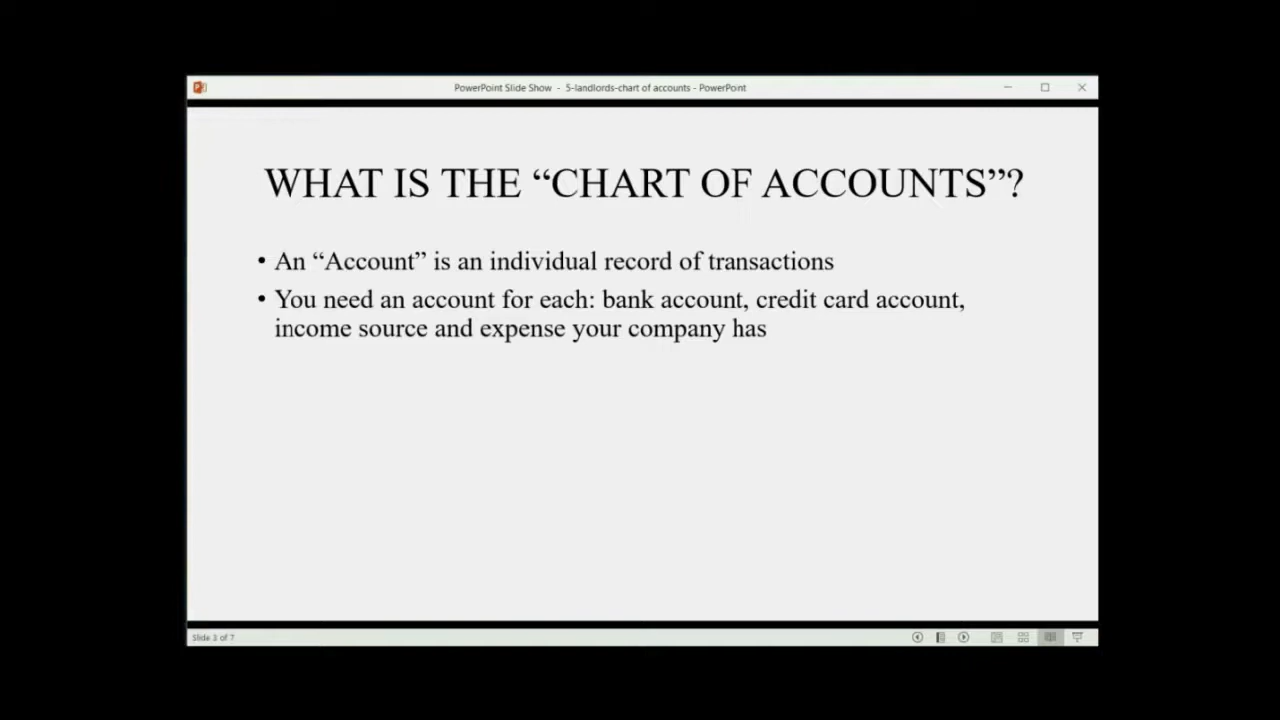 PowerPoint Slide Show - 5-landlords-chart of accounts - PowerPoint
WHAT IS THE “CHART OF ACCOUNTS”?
• An “Account” is an individual record of transactions
• You need an account for each: bank account, credit card account,
income source and expense your company has
Slide 3 of 7